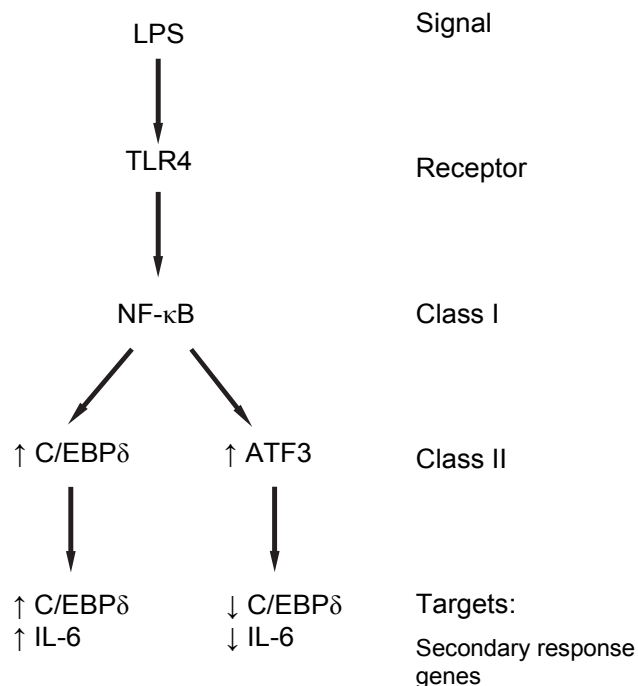 LPS
Signal
TLR4
Receptor
NF-κB
Class I
↑ C/EBPδ
↑ ATF3
Class II
↑ C/EBPδ
↑ IL-6
↓ C/EBPδ
↓ IL-6
Targets:
Secondary response
genes